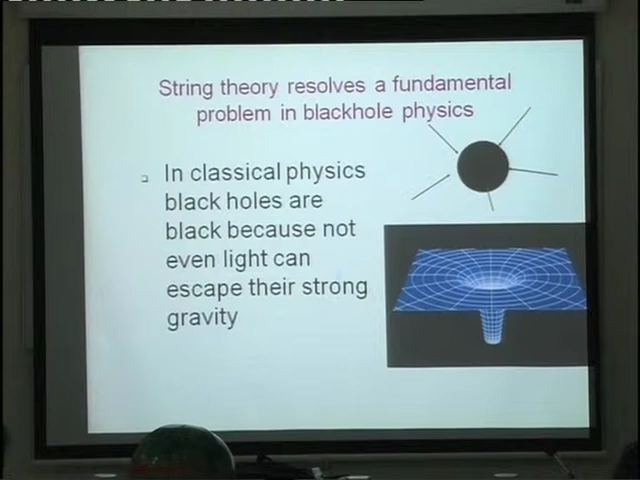 String theory resolves a fundamental
problem in blackhole physics
In classical physics
black holes are
black because not
even light can
escape their strong
gravity